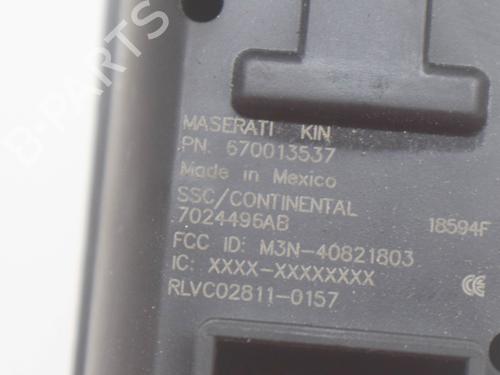 B-PARTS
MASERATI KIN
PN. 670013537
Made in Mexico
SSC/CONTINENTAL
7024496AB
18594F
FCC ID: M3N-40821803
IC: XXXX-XXXXXXXX
RLVC02811-0157